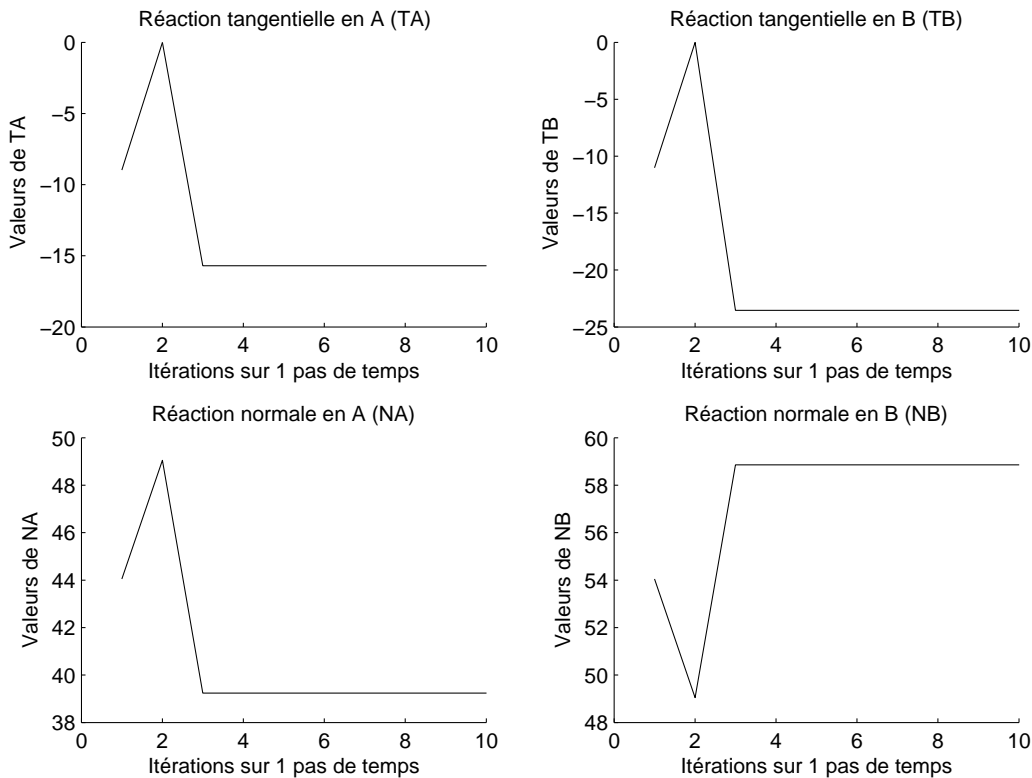 Réaction tangentielle en A (TA)
0
−5
−10
−15
−20
Valeurs de TA
0 2 4 6 8 10
Itérations sur 1 pas de temps
Réaction tangentielle en B (TB)
0
−5
−10
−15
−20
−25
Valeurs de TB
0 2 4 6 8 10
Itérations sur 1 pas de temps
Réaction normale en A (NA)
50
48
46
44
42
40
38
Valeurs de NA
0 2 4 6 8 10
Itérations sur 1 pas de temps
Réaction normale en B (NB)
60
58
56
54
52
50
48
Valeurs de NB
0 2 4 6 8 10
Itérations sur 1 pas de temps